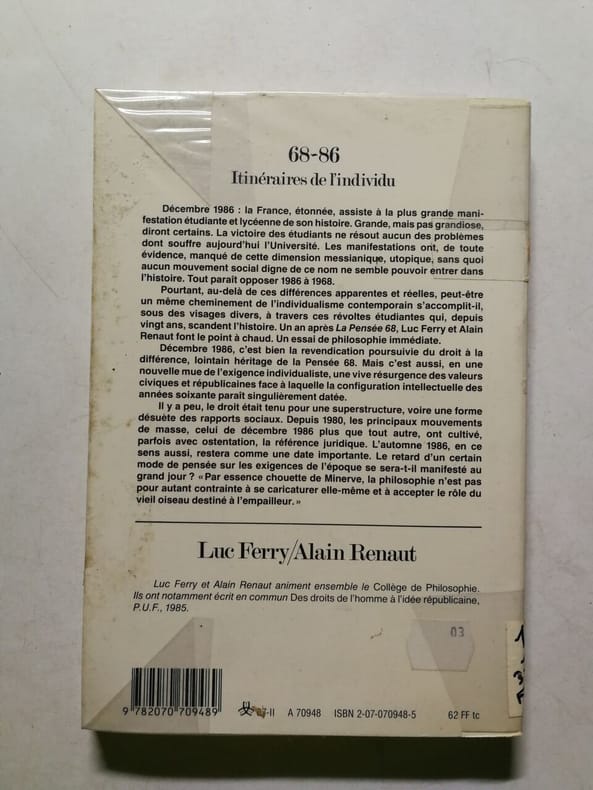 68-86
Itinéraires de l'individu
Décembre 1986 : la France, étonnée, assiste à la plus grande mani-
festation étudiante et lycéenne de son histoire. Grande, mais pas grandiose,
diront certains. La victoire des étudiants ne résout aucun des problèmes
dont souffre aujourd'hui l'Université. Les manifestations ont, de toute
évidence, manqué de cette dimension messianique, utopique, sans quoi
aucun mouvement social digne de ce nom ne semble pouvoir entrer dans
l'histoire. Tout paraît opposer 1986 à 1968.
Pourtant, au-delà de ces différences apparentes et réelles, peut-être
un même cheminement de l'individualisme contemporain s'accomplit-il,
sous des visages divers, à travers ces révoltes étudiantes qui, depuis
vingt ans, scandent l'histoire. Un an après La Pensée 68, Luc Ferry et Alain
Renaut font le point à chaud. Un essai de philosophie immédiate.
Décembre 1986, c'est bien la revendication poursuivie du droit à la
différence, lointain héritage de la Pensée 68. Mais c'est aussi, en une
nouvelle mue de l'exigence individualiste, une vive résurgence des valeurs
civiques et républicaines face à laquelle la configuration intellectuelle des
années soixante paraît singulièrement datée.
Il y a peu, le droit était tenu pour une superstructure, voire une forme
désuète des rapports sociaux. Depuis 1980, les principaux mouvements
de masse, celui de décembre 1986 plus que tout autre, ont cultivé,
parfois avec ostentation, la référence juridique. L'automne 1986, en ce
sens aussi, restera comme une date importante. Le retard d'un certain
mode de pensée sur les exigences de l'époque se sera-t-il manifesté au
grand jour ? « Par essence chouette de Minerve, la philosophie n'est pas
pour autant contrainte à se caricaturer elle-même et à accepter le rôle du
vieil oiseau destiné à l'empailleur. »
Luc Ferry/Alain Renaut
Luc Ferry et Alain Renaut animent ensemble le Collège de Philosophie.
Ils ont notamment écrit en commun Des droits de l'homme à l'idée républicaine,
P.U.F., 1985.
03
9 782070 709489
7-II A 70948 ISBN 2-07-070948-5 62 FF tc